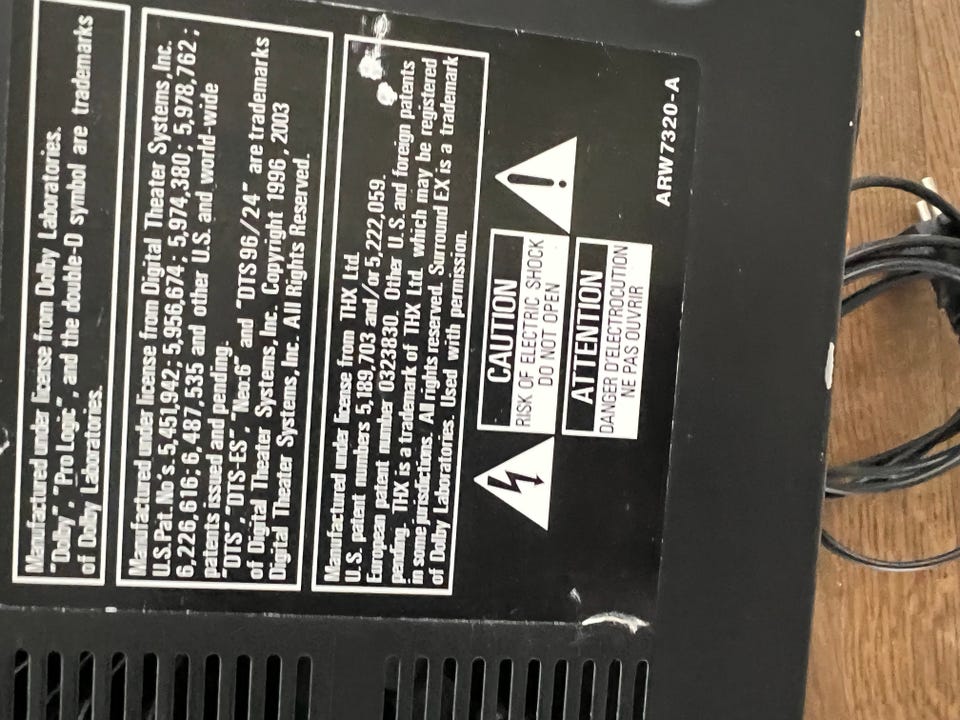 Manufactured under license from Dolby Laboratories.
"Dolby", "Pro Logic", and the double-D symbol are trademarks
of Dolby Laboratories.
Manufactured under license from Digital Theater Systems, Inc.
U.S. Pat. No's. 5,451,942; 5,956,674; 5,974,380; 5,978,762;
6,226,616; 6,487,535 and other U.S. and world-wide
patents issued and pending.
"DTS", "DTS-ES", "Neo:6" and "DTS 96/24" are trademarks
of Digital Theater Systems, Inc. Copyright 1996, 2003
Digital Theater Systems, Inc. All Rights Reserved.
Manufactured under license from THX Ltd.
U.S. patent numbers 5,189,703 and/or 5,222,059.
European patent number 0323830. Other U.S. and foreign patents
pending. THX is a trademark of THX Ltd., which may be registered
in some jurisdictions. All rights reserved. Surround EX is a trademark
of Dolby Laboratories. Used with permission.
CAUTION
RISK OF ELECTRIC SHOCK
DO NOT OPEN
ATTENTION
DANGER D'ELECTROCUTION
NE PAS OUVRIR
ARW7320-A